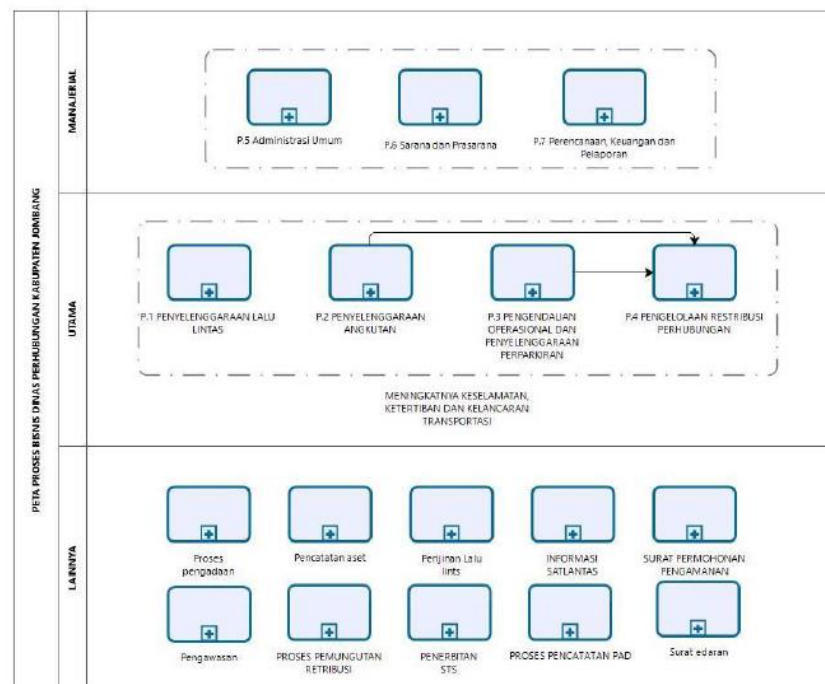 PETA PROSES BISNIS DINAS PERHUBUNGAN KABUPATEN JOMBANG
MANAJERIAL
P.5 Administrasi Umum
P.6 Sarana dan Prasarana
P.7 Perencanaan, Keuangan dan
Pelaporan
UTAMA
P.1 PENYELENGGARAAN LALU
LINTAS
P.2 PENYELENGGARAAN
ANGKUTAN
P.3 PENGENDALIAN
OPERASIONAL DAN
PENYELENGGARAAN
PERPARKIRAN
P.4 PENGELOLAAN RESTRIBUSI
PERHUBUNGAN
MENINGKATNYA KESELAMATAN,
KETERTIBAN DAN KELANCARAN
TRANSPORTASI
LAINNYA
Proses
pengadaan
Pencatatan aset
Perijinan Lalu
lints
INFORMASI
SATLANTAS
SURAT PERMOHONAN
PENGAMANAN
Pengawasan
PROSES PEMUNGUTAN
RETRIBUSI
PENERBITAN
STS
PROSES PENCATATAN PAD
Surat edaran